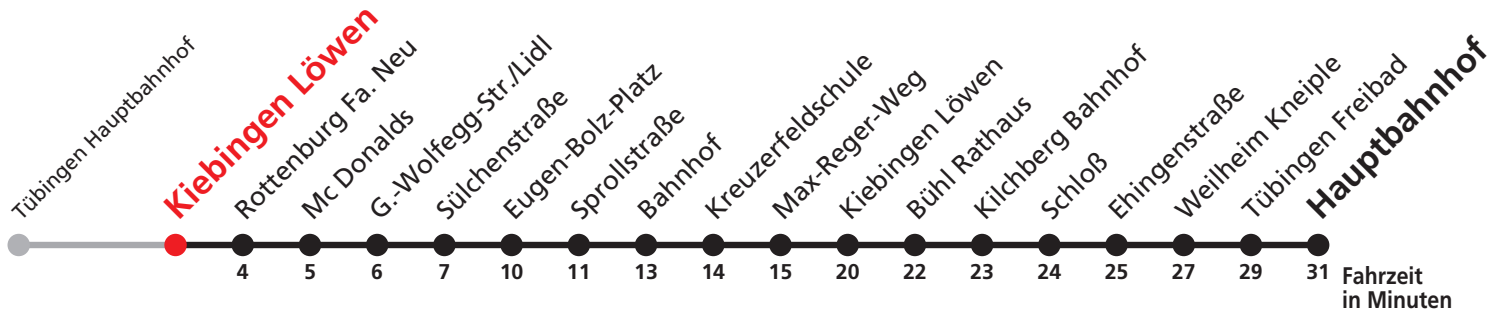 Tübingen Hauptbahnhof
Kiebingen Löwen
Rottenburg Fa. Neu
Mc Donalds
G.-Wolfegg-Str./Lidl
Sülchenstraße
Eugen-Bolz-Platz
Sprollstraße
Bahnhof
Kreuzerfeldschule
Max-Reger-Weg
Kiebingen Löwen
Bühl Rathaus
Kilchberg Bahnhof
Schloß
Ehingenstraße
Weilheim Kneiple
Tübingen Freibad
Hauptbahnhof
4 5 6 7 10 11 13 14 15 20 22 23 24 25 27 29 31
Fahrzeit
in Minuten